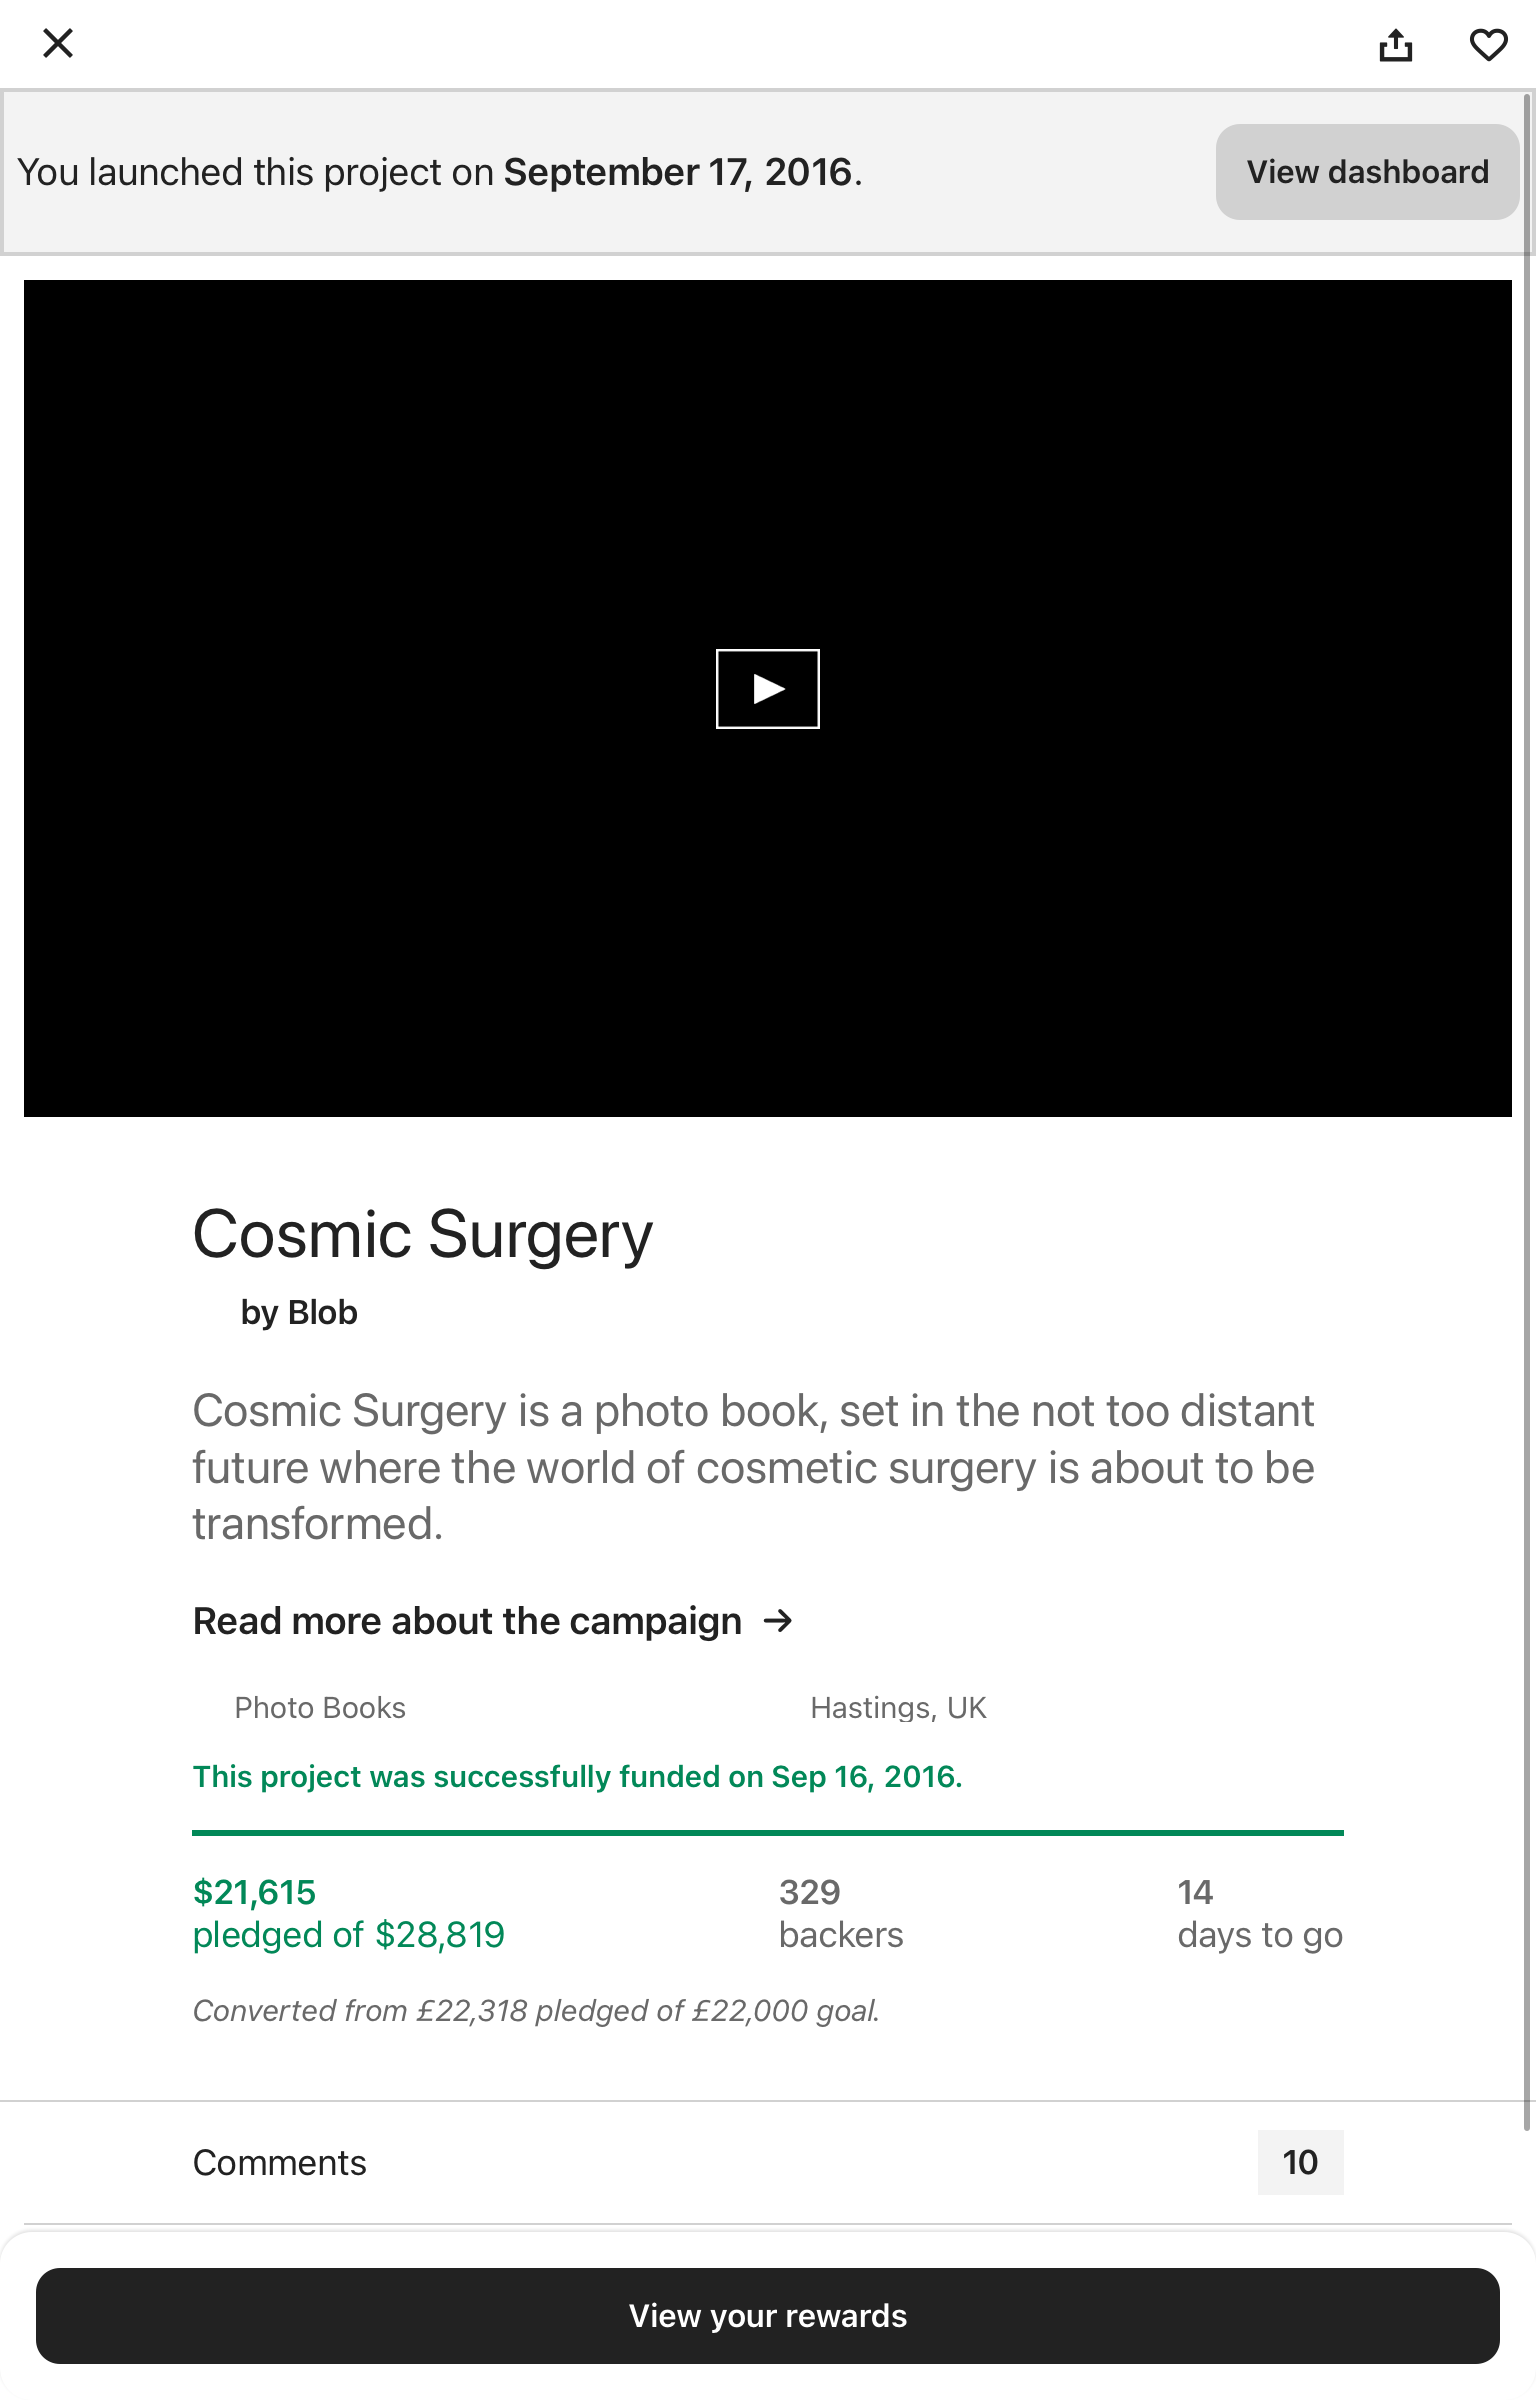 You launched this project on September 17, 2016.
View dashboard
Cosmic Surgery
by Blob
Cosmic Surgery is a photo book, set in the not too distant
future where the world of cosmetic surgery is about to be
transformed.
Read more about the campaign →
Photo Books
Hastings, UK
This project was successfully funded on Sep 16, 2016.
$21,615
pledged of $28,819
329
backers
14
days to go
Converted from £22,318 pledged of £22,000 goal.
Comments
10
View your rewards